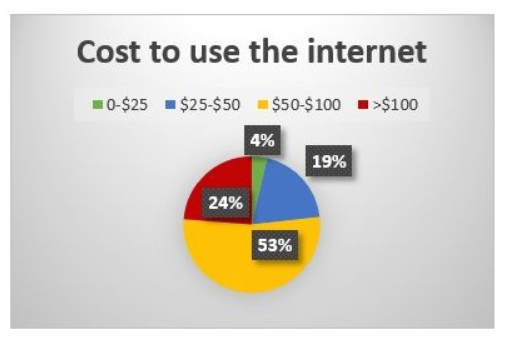 Cost to use the internet
0-$25 $25-$50 $50-$100 >$100
4%
19%
24%
53%